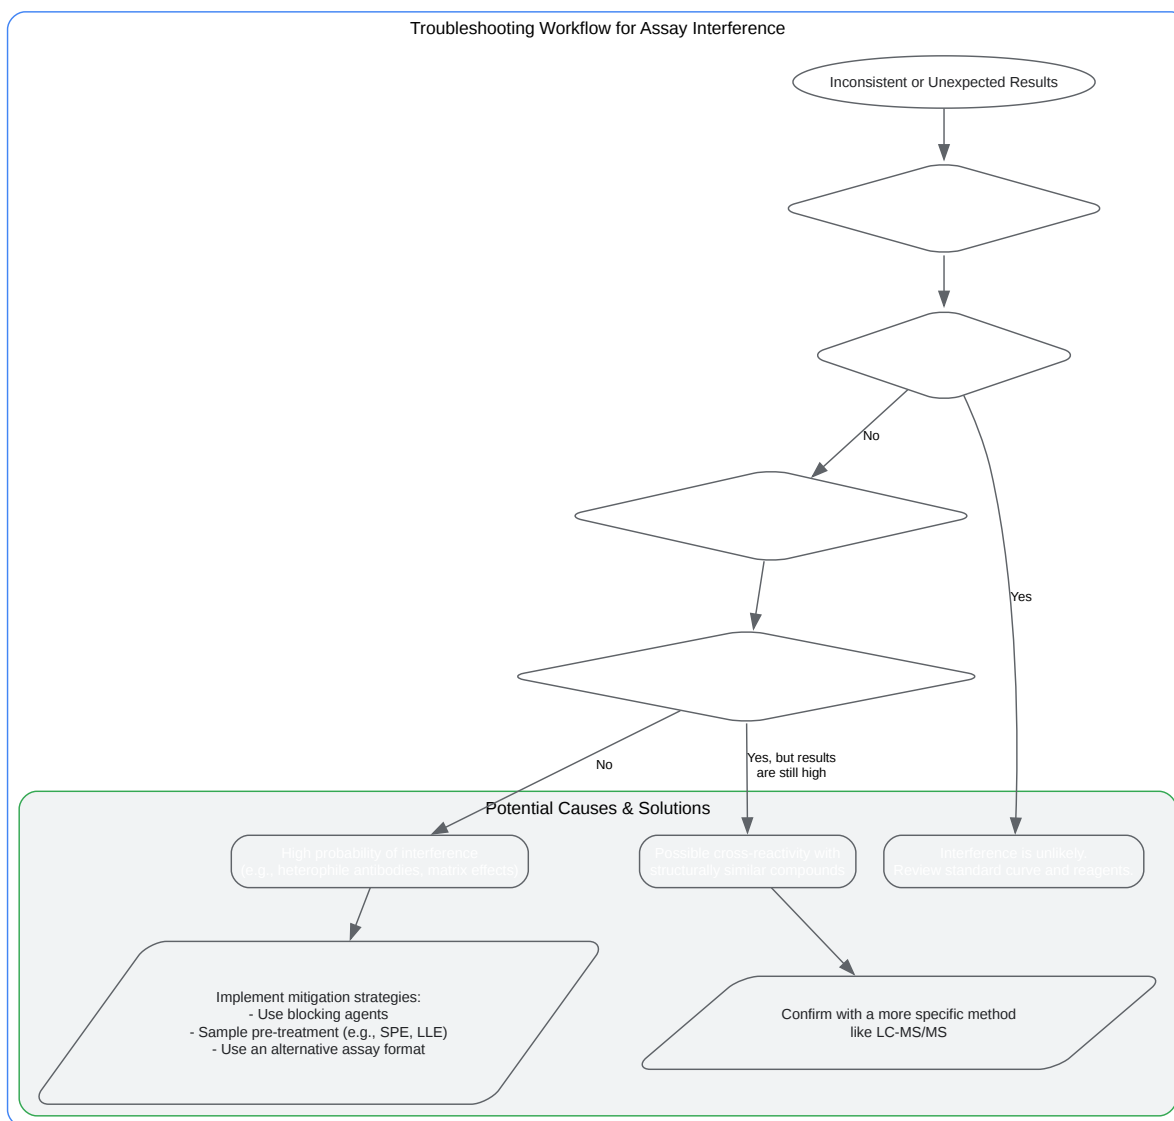 Troubleshooting Workflow for Assay Interference
Inconsistent or Unexpected Results
No
Yes
No
Yes, but results
are still high
Potential Causes & Solutions
High probability of interference
(e.g., heterophile antibodies, matrix effects)
Possible cross-reactivity with
structurally similar compounds
Interference is unlikely.
Review standard curve and reagents.
Implement mitigation strategies:
- Use blocking agents
- Sample pre-treatment (e.g., SPE, LLE)
- Use an alternative assay format
Confirm with a more specific method
like LC-MS/MS